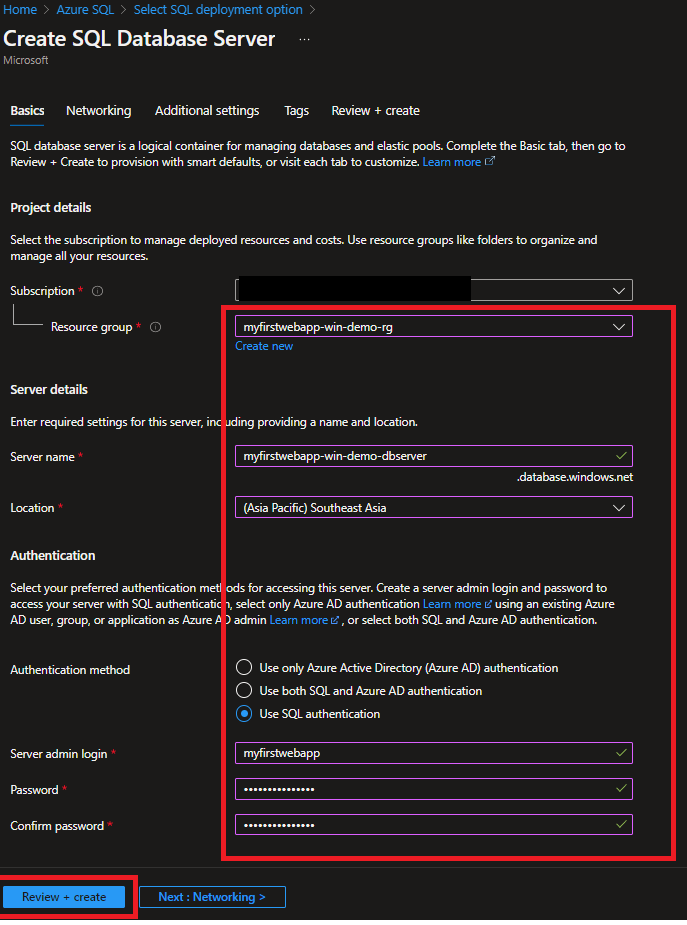 Home > Azure SQL > Select SQL deployment option >
Create SQL Database Server ...
Microsoft
Basics Networking Additional settings Tags Review + create
SQL database server is a logical container for managing databases and elastic pools. Complete the Basic tab, then go to
Review + Create to provision with smart defaults, or visit each tab to customize. Learn more
Project details
Select the subscription to manage deployed resources and costs. Use resource groups like folders to organize and
manage all your resources.
Subscription *
Resource group * myfirstwebapp-win-demo-rg
Create new
Server details
Enter required settings for this server, including providing a name and location.
Server name * myfirstwebapp-win-demo-dbserver
.database.windows.net
Location * (Asia Pacific) Southeast Asia
Authentication
Select your preferred authentication methods for accessing this server. Create a server admin login and password to
access your server with SQL authentication, select only Azure AD authentication Learn more using an existing Azure
AD user, group, or application as Azure AD admin Learn more , or select both SQL and Azure AD authentication.
Authentication method
Use only Azure Active Directory (Azure AD) authentication
Use both SQL and Azure AD authentication
Use SQL authentication
Server admin login * myfirstwebapp
Password * •••••••••••••••
Confirm password * •••••••••••••••
Review + create Next : Networking >